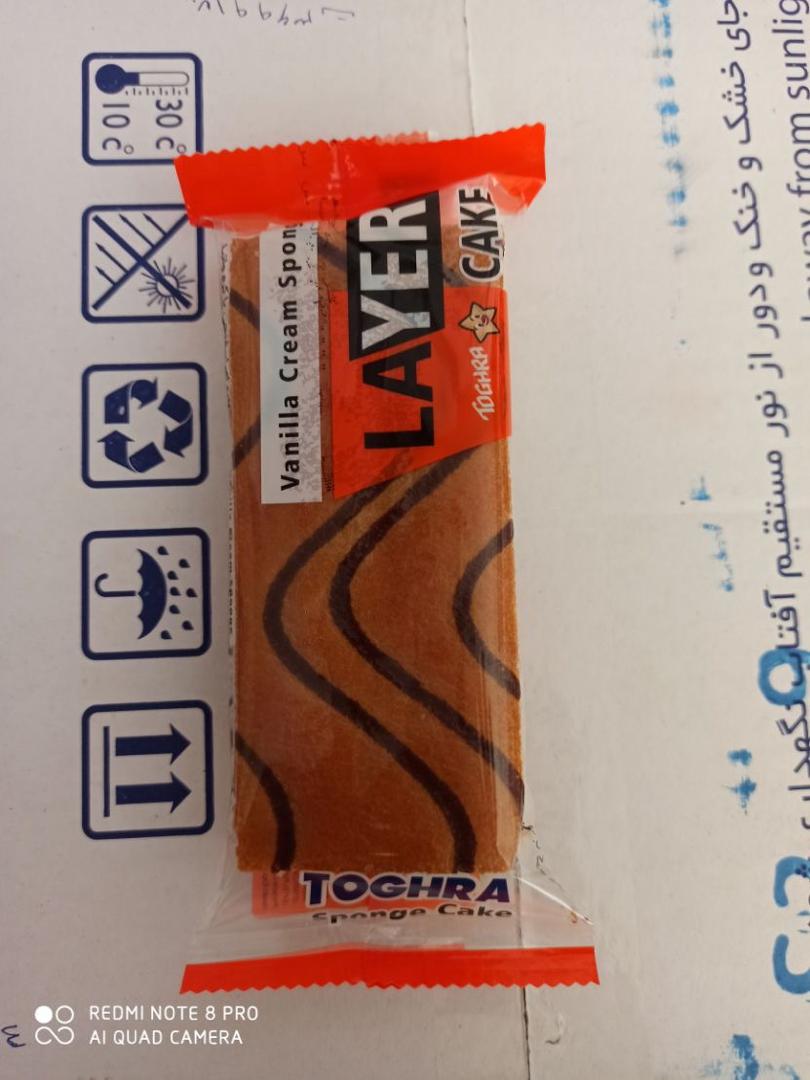 30 c°
10 c°
Vanilla Cream Spon
LAYER
CAKE
TOGHRA
TOGHRA
Sponge Cake
جای خشک و خنک و دور از نور مستقیم آفتاب نگهداری
away from sunlig
REDMI NOTE 8 PRO
AI QUAD CAMERA